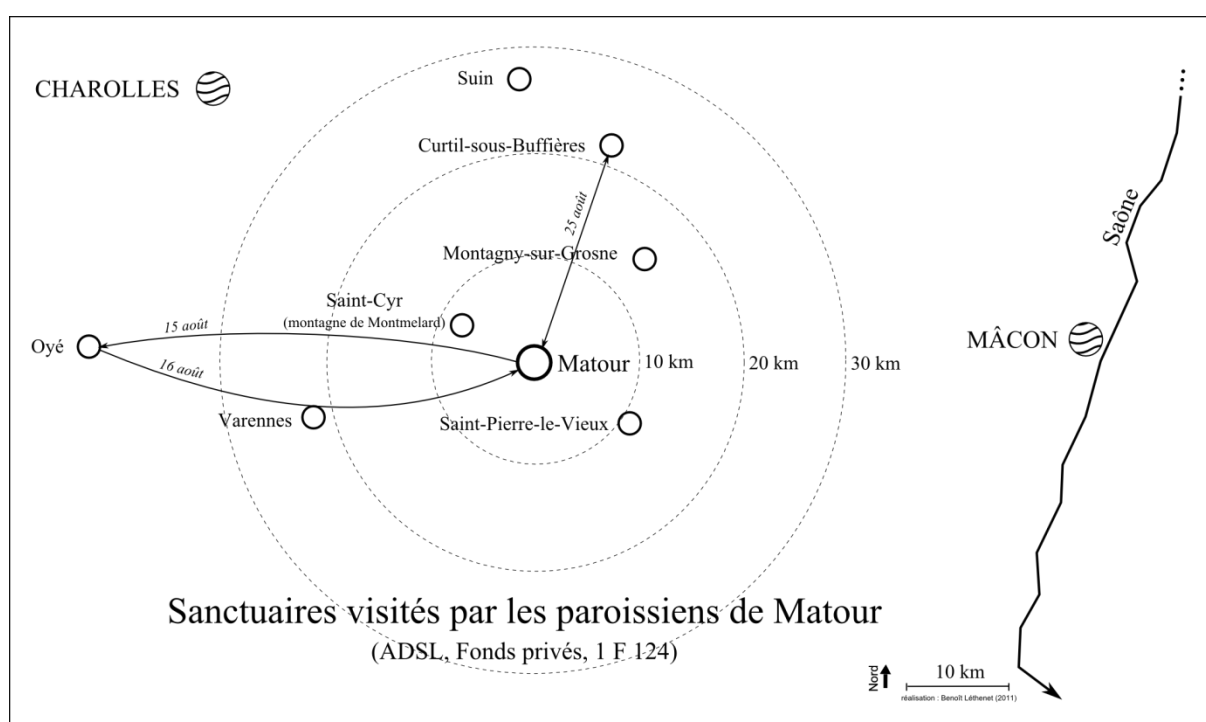 Suin
CHAROLLES
Curtil-sous-Buffières
25 août
Saône
Montagny-sur-Grosne
Saint-Cyr
(montagne de Montmelard)
15 août
Oyé
MÂCON
Matour
10 km
20 km
30 km
16 août
Varennes
Saint-Pierre-le-Vieux
Sanctuaires visités par les paroissiens de Matour
(ADSL, Fonds privés, 1 F 124)
Nord
10 km
réalisation : Benoît Léthenet (2011)